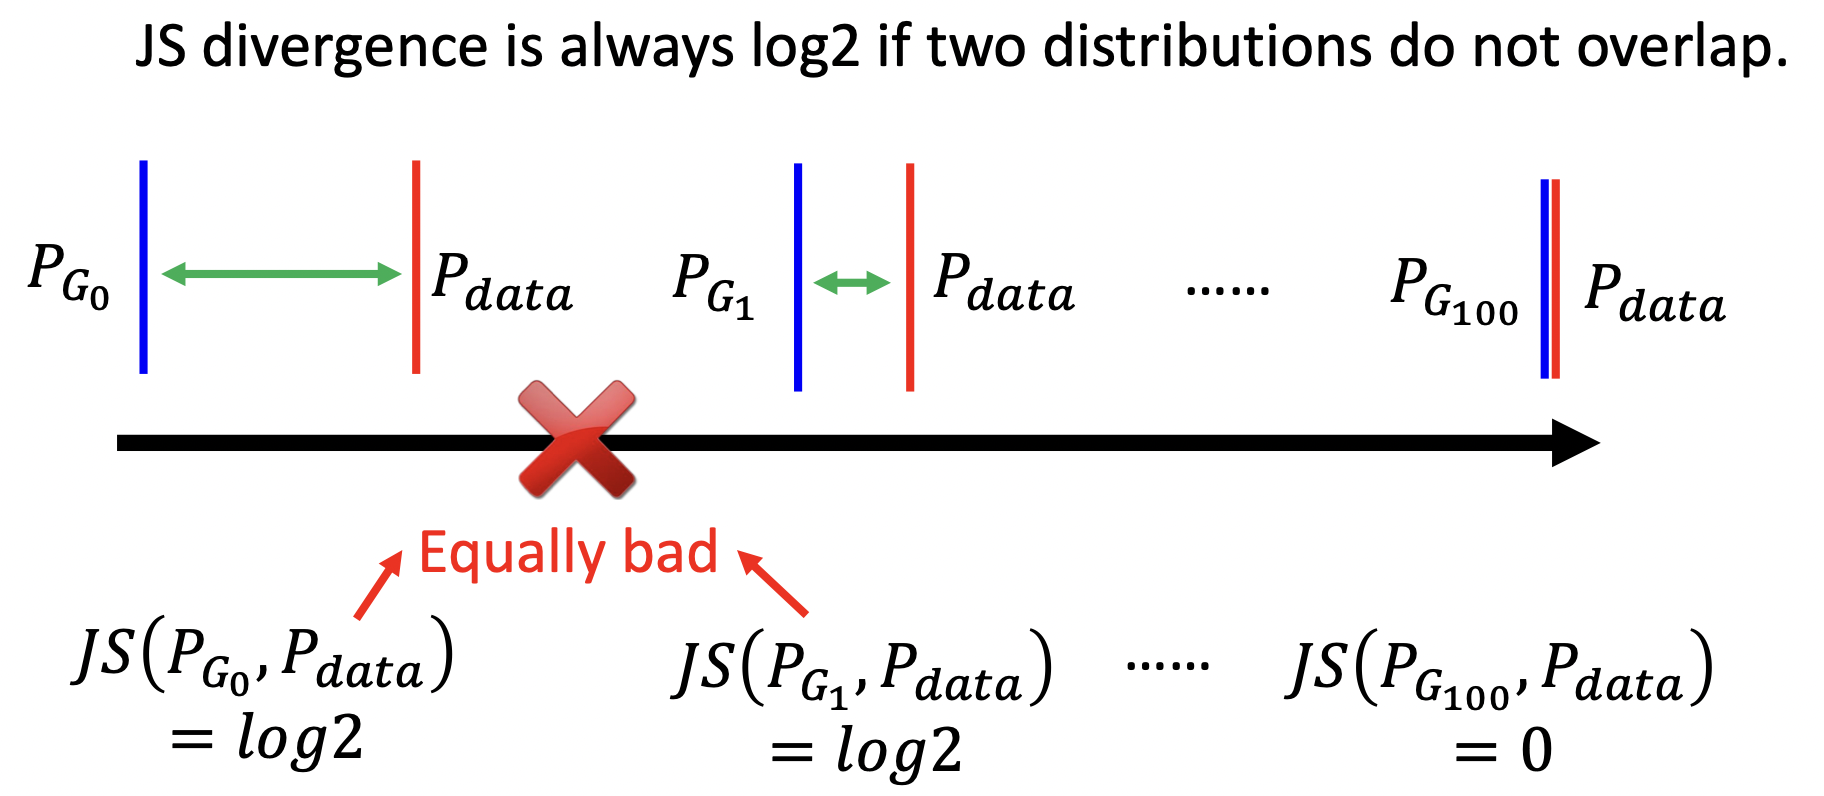 JS divergence is always log2 if two distributions do not overlap.
P_{G_0} P_{data} P_{G_1} P_{data} …… P_{G_{100}} P_{data}
Equally bad
JS(P_{G_0}, P_{data}) JS(P_{G_1}, P_{data}) …… JS(P_{G_{100}}, P_{data})
= log2 = log2 = 0